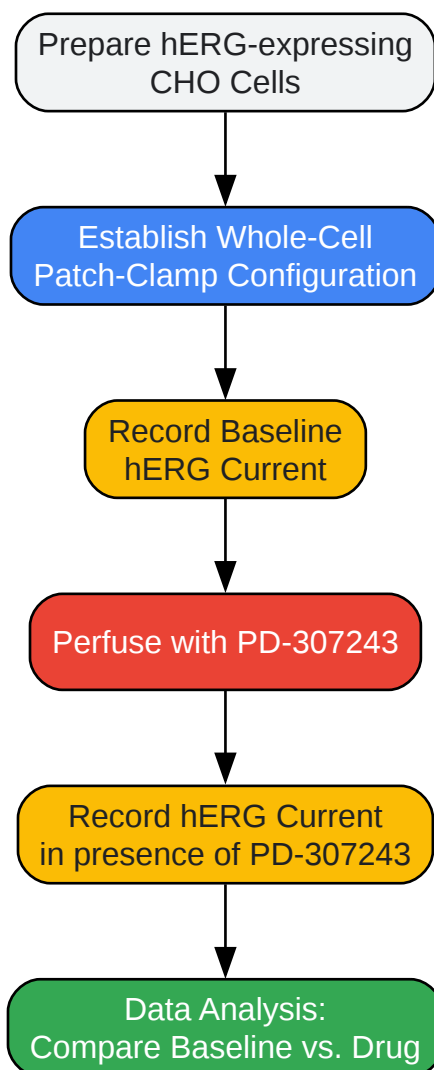 Prepare hERG-expressing
CHO Cells
Establish Whole-Cell
Patch-Clamp Configuration
Record Baseline
hERG Current
Perfuse with PD-307243
Record hERG Current
in presence of PD-307243
Data Analysis:
Compare Baseline vs. Drug